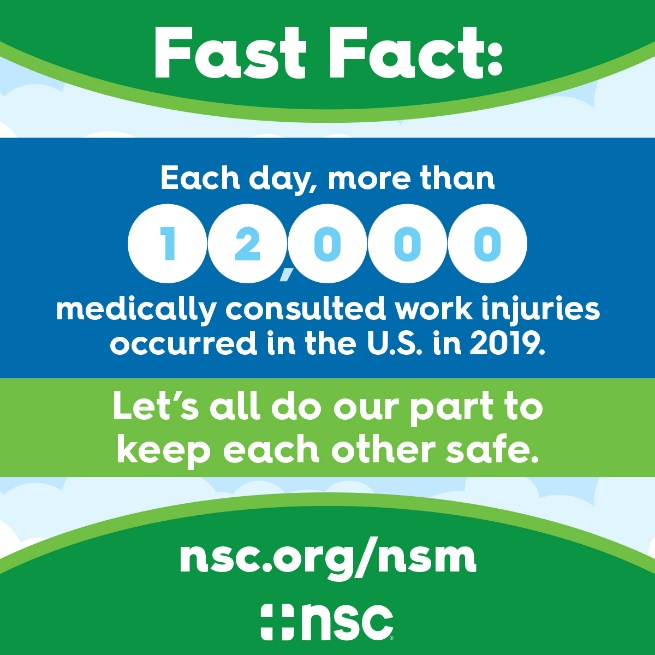 Fast Fact:
Each day, more than
12,000
medically consulted work injuries
occurred in the U.S. in 2019.
Let's all do our part to
keep each other safe.
nsc.org/nsm
nsc